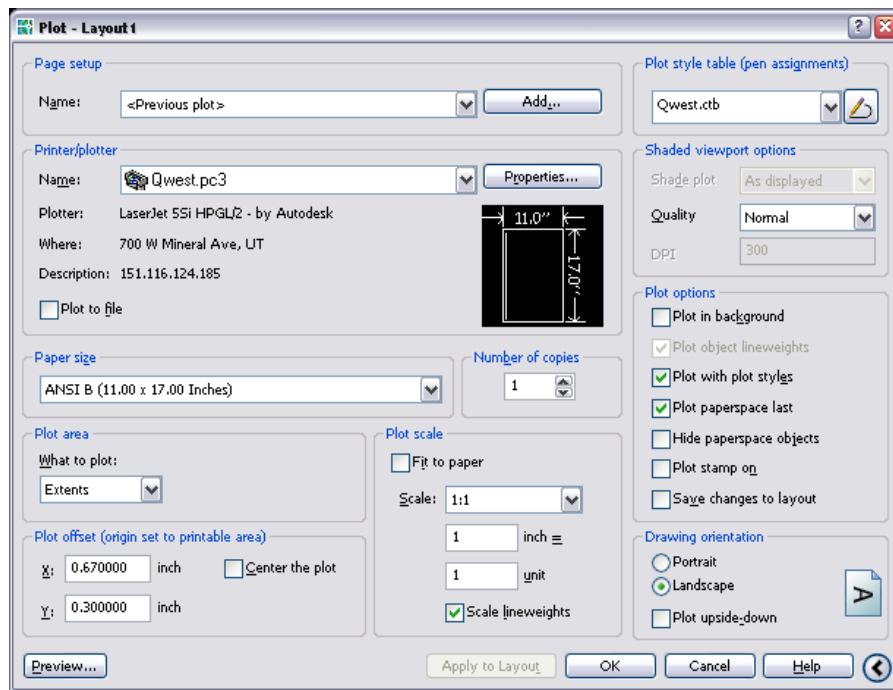 Plot - Layout1
Page setup
Name: <Previous plot> Add...
Plot style table (pen assignments)
Qwest.ctb
Printer/plotter
Name: Qwest.pc3 Properties...
Plotter: LaserJet 5Si HPGL/2 - by Autodesk
Where: 700 W Mineral Ave, UT
Description: 151.116.124.185
Plot to file
11.0''
17.0''
Shaded viewport options
Shade plot As displayed
Quality Normal
DPI 300
Paper size
ANSI B (11.00 x 17.00 Inches)
Number of copies
1
Plot options
Plot in background
Plot object lineweights
Plot with plot styles
Plot paperspace last
Hide paperspace objects
Plot stamp on
Save changes to layout
Plot area
What to plot:
Extents
Plot scale
Fit to paper
Scale: 1:1
1 inch =
1 unit
Scale lineweights
Plot offset (origin set to printable area)
X: 0.670000 inch Center the plot
Y: 0.300000 inch
Drawing orientation
Portrait
Landscape
Plot upside-down
A
Preview... Apply to Layout OK Cancel Help